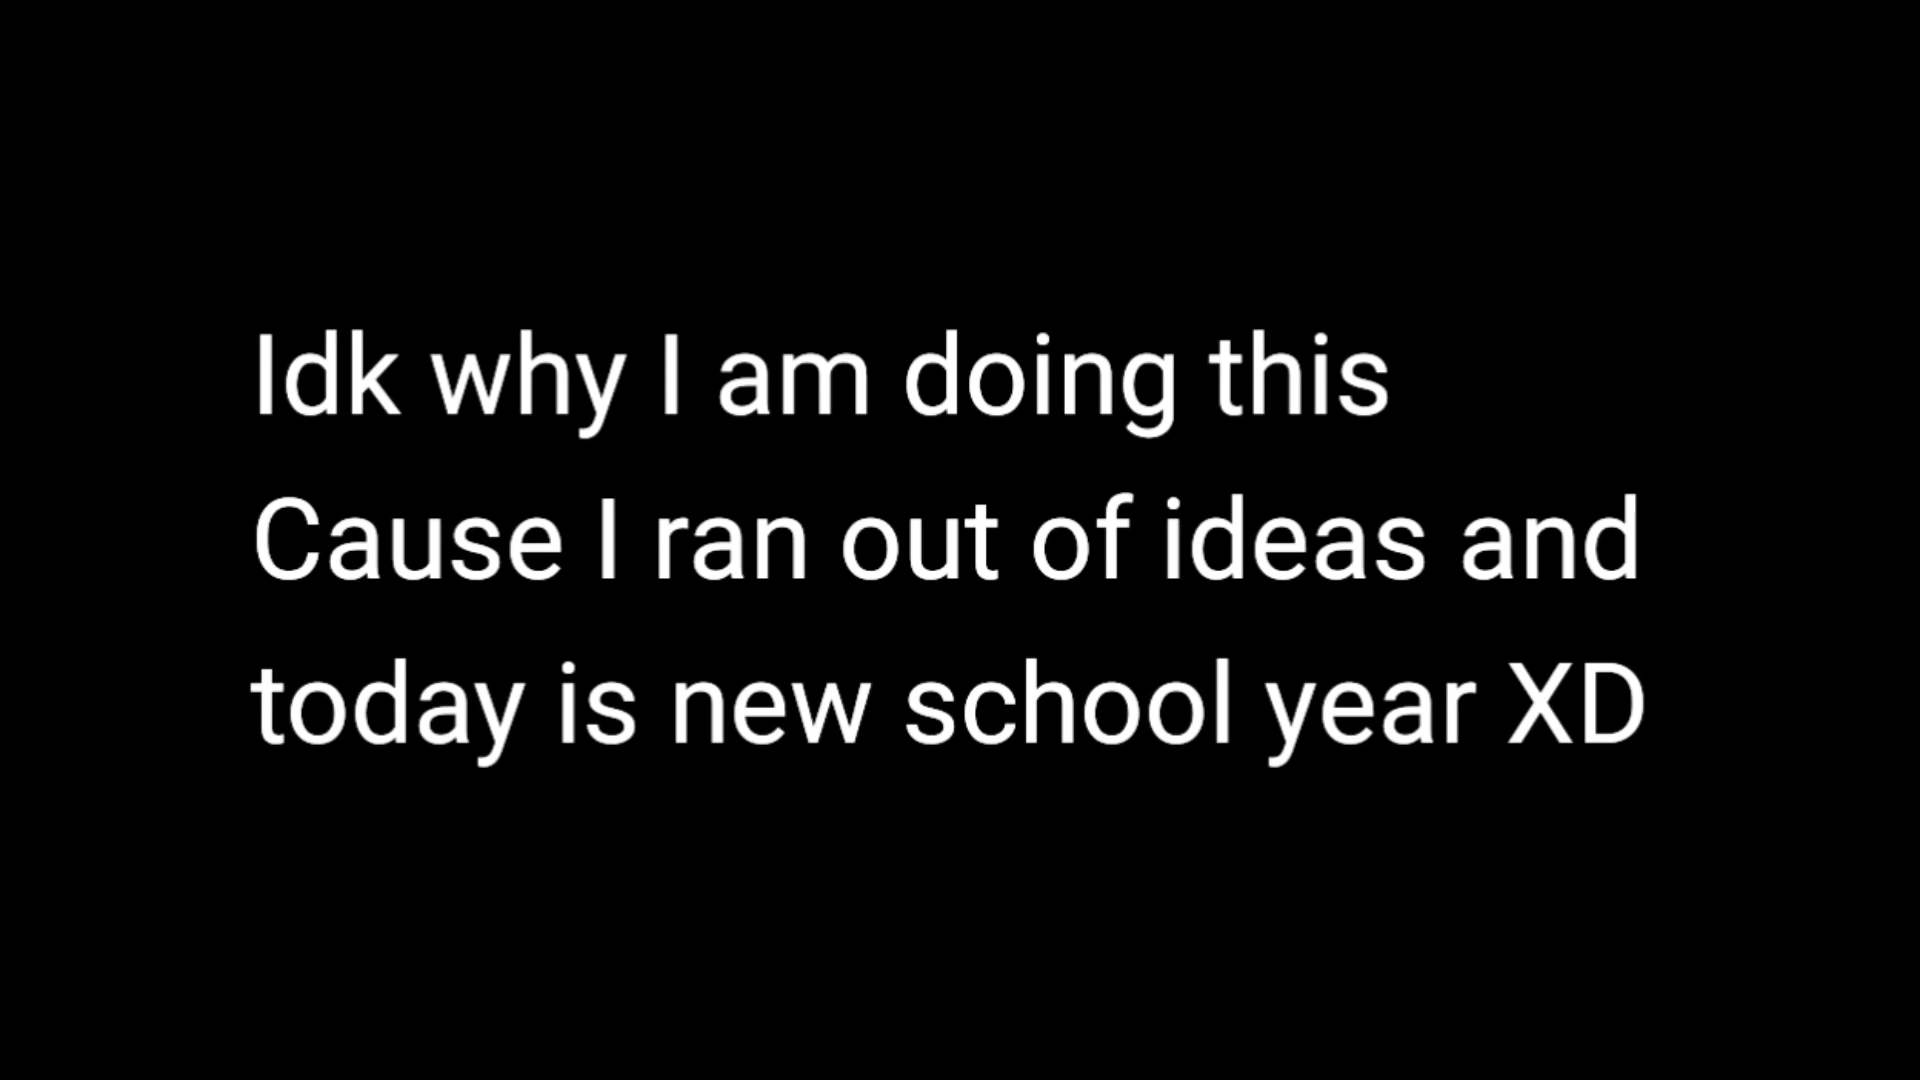 Idk why I am doing this
Cause I ran out of ideas and
today is new school year XD